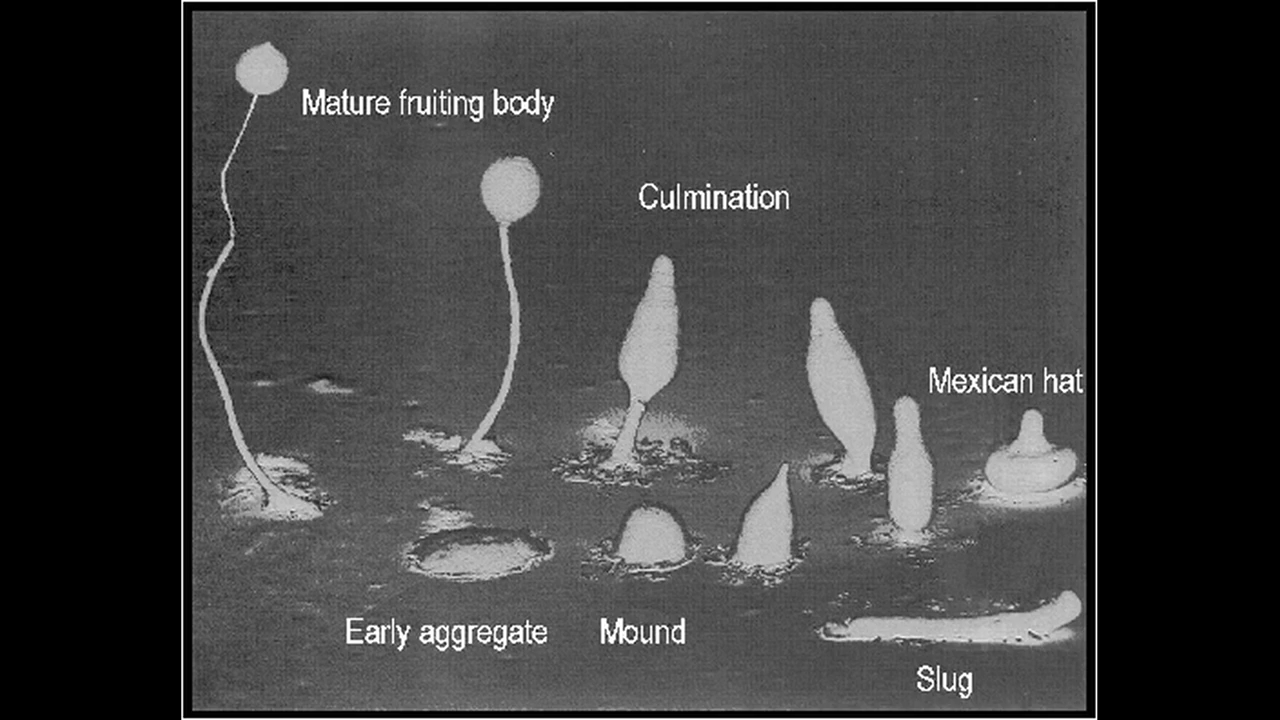 Mature fruiting body
Culmination
Mexican hat
Early aggregate
Mound
Slug